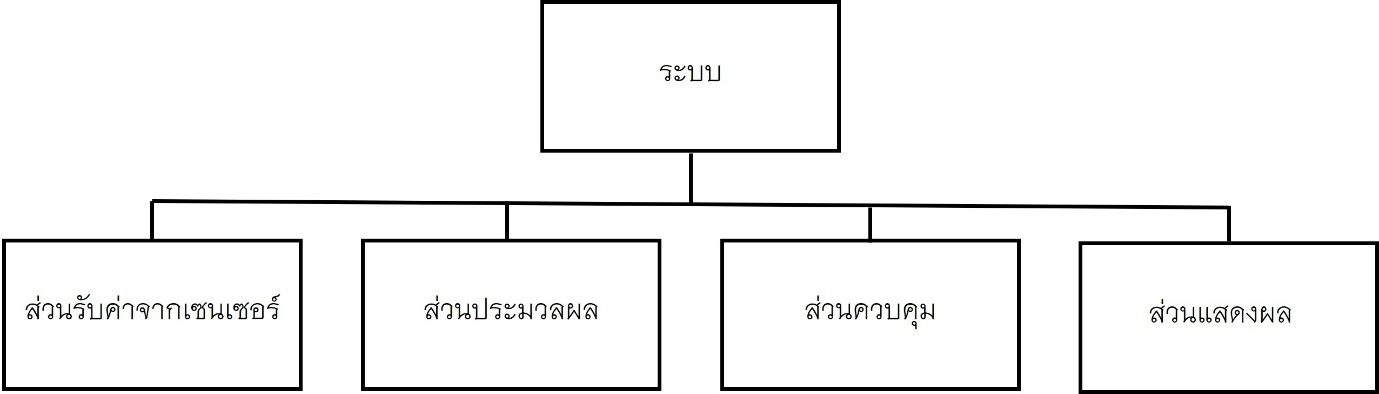 ระบบ
ส่วนรับค่าจากเซนเซอร์
ส่วนประมวลผล
ส่วนควบคุม
ส่วนแสดงผล